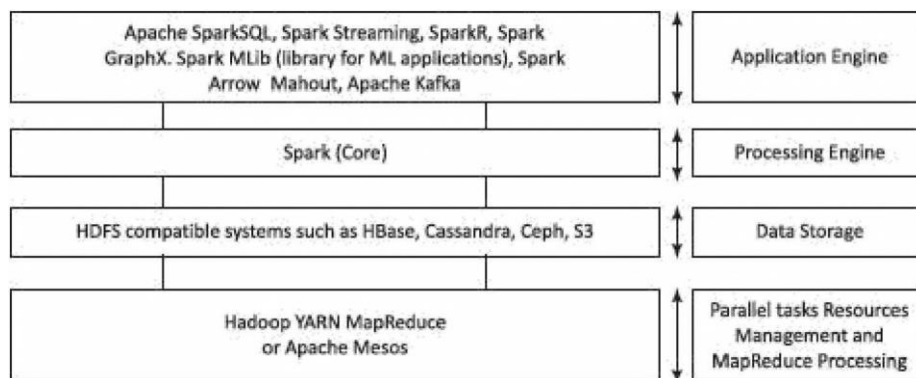 Apache SparkSQL, Spark Streaming, SparkR, Spark
GraphX. Spark MLib (library for ML applications), Spark
Arrow Mahout, Apache Kafka
Application Engine
Spark (Core)
Processing Engine
HDFS compatible systems such as HBase, Cassandra, Ceph, S3
Data Storage
Hadoop YARN MapReduce
or Apache Mesos
Parallel tasks Resources
Management and
MapReduce Processing